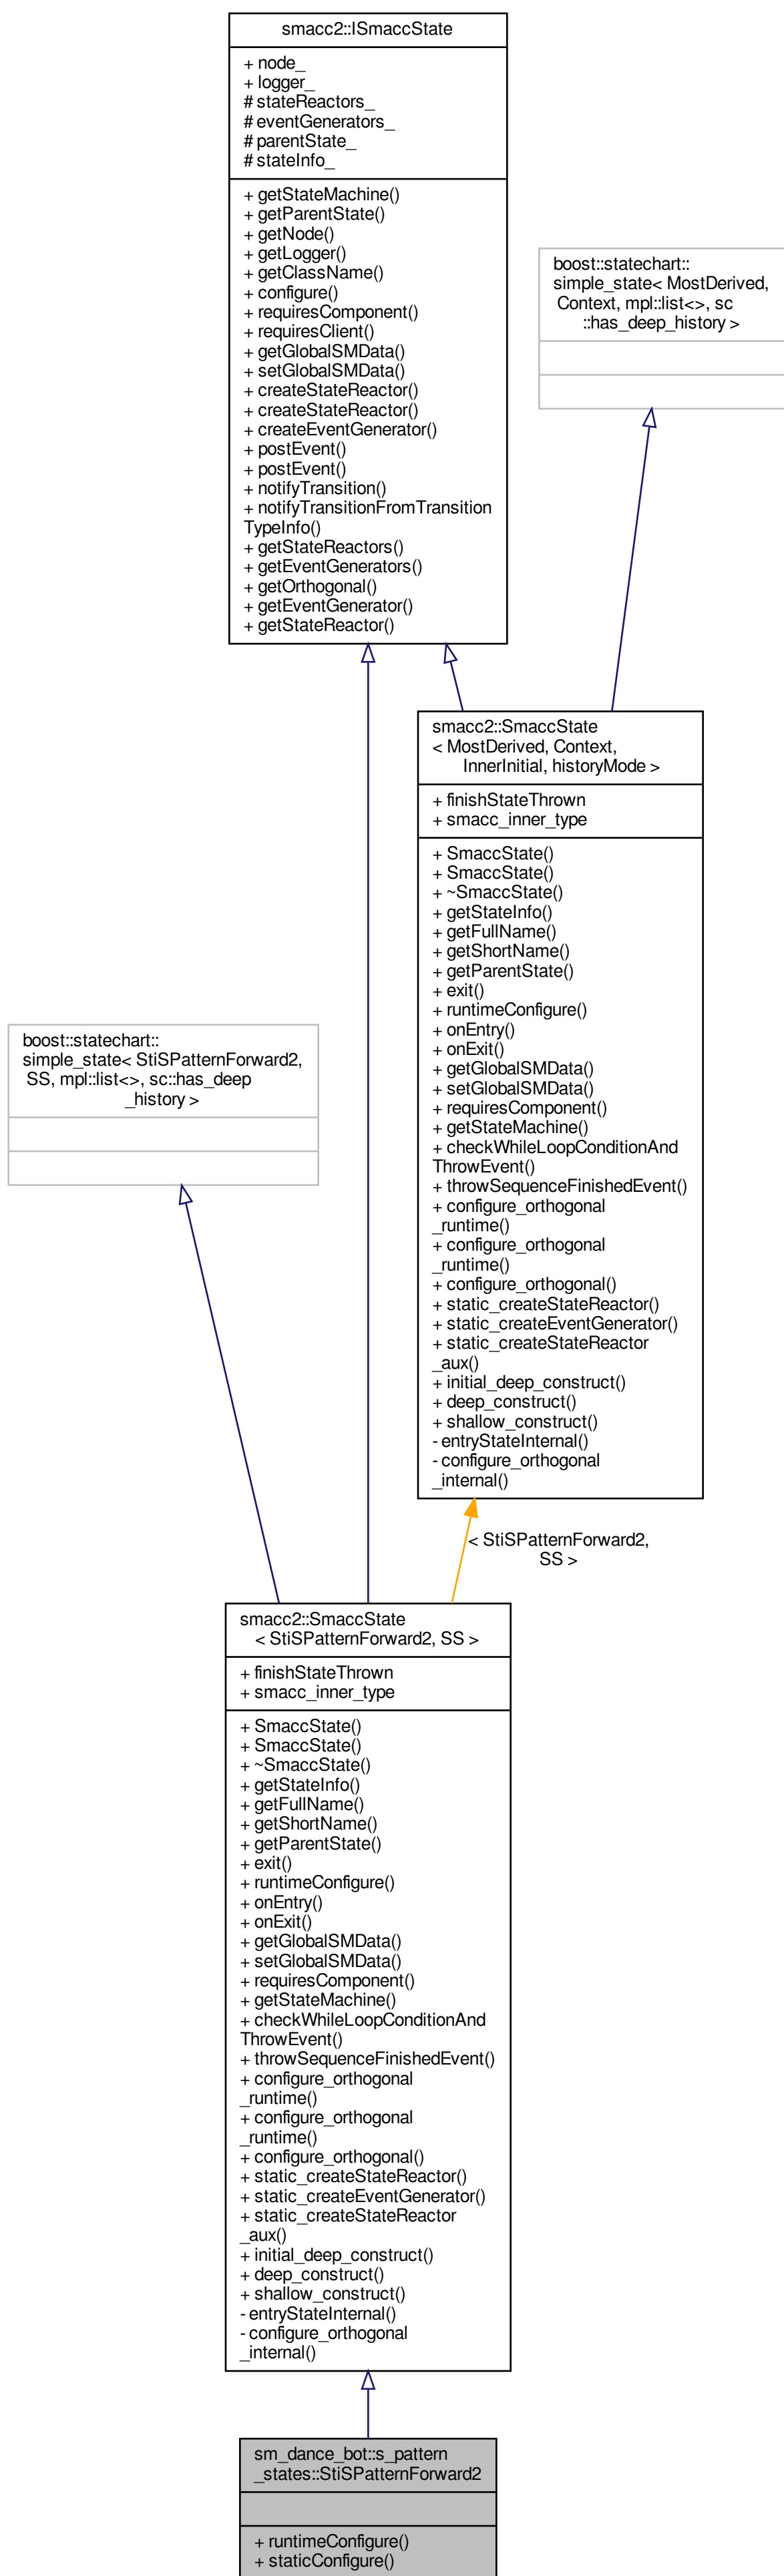 smacc2::ISmaccState
+ node_
+ logger_
# stateReactors_
# eventGenerators_
# parentState_
# stateInfo_
+ getStateMachine()
+ getParentState()
+ getNode()
+ getLogger()
+ getClassName()
+ configure()
+ requiresComponent()
+ requiresClient()
+ getGlobalSMData()
+ setGlobalSMData()
+ createStateReactor()
+ createStateReactor()
+ createEventGenerator()
+ postEvent()
+ postEvent()
+ notifyTransition()
+ notifyTransitionFromTransition
TypeInfo()
+ getStateReactors()
+ getEventGenerators()
+ getOrthogonal()
+ getEventGenerator()
+ getStateReactor()
boost::statechart::
simple_state< MostDerived,
Context, mpl::list<>, sc
::has_deep_history >
smacc2::SmaccState
< MostDerived, Context,
InnerInitial, historyMode >
+ finishStateThrown
+ smacc_inner_type
+ SmaccState()
+ SmaccState()
+ ~SmaccState()
+ getStateInfo()
+ getFullName()
+ getShortName()
+ getParentState()
+ exit()
+ runtimeConfigure()
+ onEntry()
+ onExit()
+ getGlobalSMData()
+ setGlobalSMData()
+ requiresComponent()
+ getStateMachine()
+ checkWhileLoopConditionAnd
ThrowEvent()
+ throwSequenceFinishedEvent()
+ configure_orthogonal
_runtime()
+ configure_orthogonal
_runtime()
+ configure_orthogonal()
+ static_createStateReactor()
+ static_createEventGenerator()
+ static_createStateReactor
_aux()
+ initial_deep_construct()
+ deep_construct()
+ shallow_construct()
- entryStateInternal()
- configure_orthogonal
_internal()
boost::statechart::
simple_state< StiSPatternForward2,
SS, mpl::list<>, sc::has_deep
_history >
< StiSPatternForward2,
SS >
smacc2::SmaccState
< StiSPatternForward2, SS >
+ finishStateThrown
+ smacc_inner_type
+ SmaccState()
+ SmaccState()
+ ~SmaccState()
+ getStateInfo()
+ getFullName()
+ getShortName()
+ getParentState()
+ exit()
+ runtimeConfigure()
+ onEntry()
+ onExit()
+ getGlobalSMData()
+ setGlobalSMData()
+ requiresComponent()
+ getStateMachine()
+ checkWhileLoopConditionAnd
ThrowEvent()
+ throwSequenceFinishedEvent()
+ configure_orthogonal
_runtime()
+ configure_orthogonal
_runtime()
+ configure_orthogonal()
+ static_createStateReactor()
+ static_createEventGenerator()
+ static_createStateReactor
_aux()
+ initial_deep_construct()
+ deep_construct()
+ shallow_construct()
- entryStateInternal()
- configure_orthogonal
_internal()
sm_dance_bot::s_pattern
_states::StiSPatternForward2
+ runtimeConfigure()
+ staticConfigure()